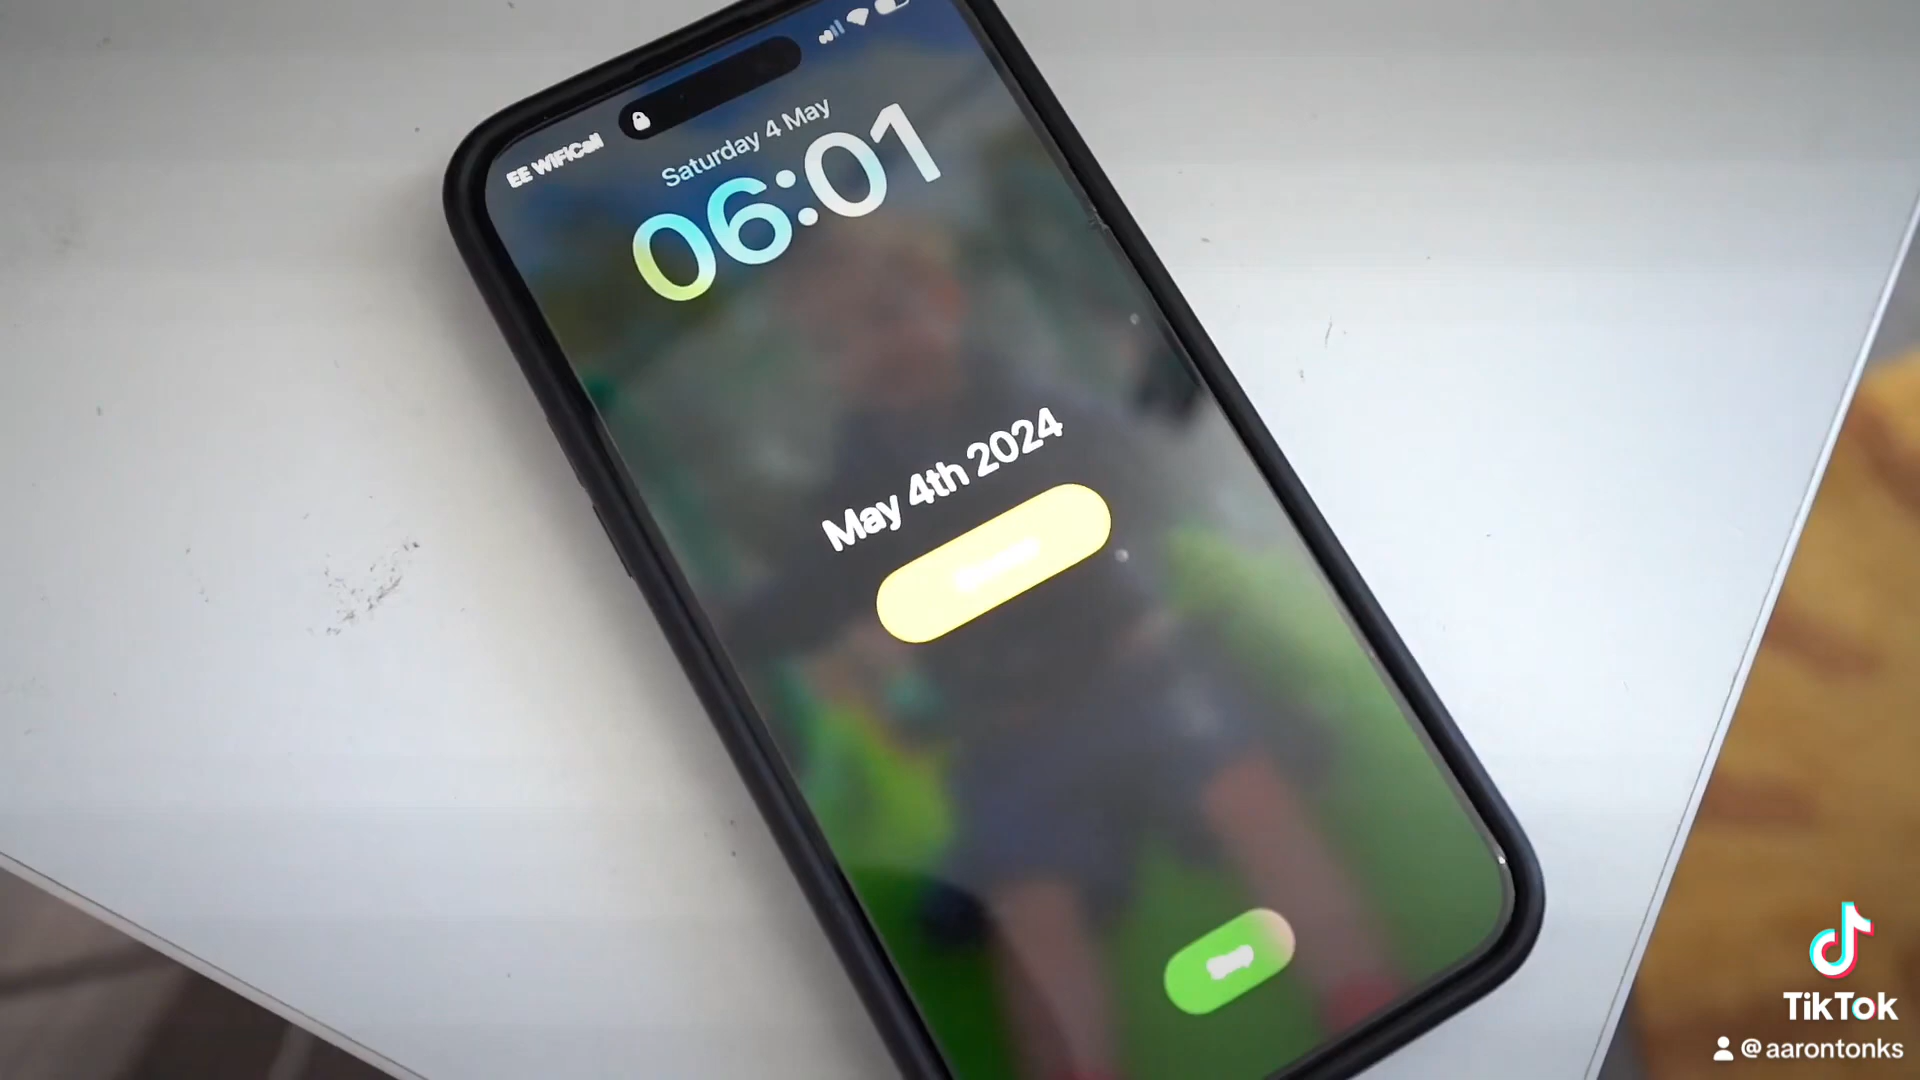 EE WiFiCall
Saturday 4 May
06:01
May 4th 2024
TikTok
@aarontonks